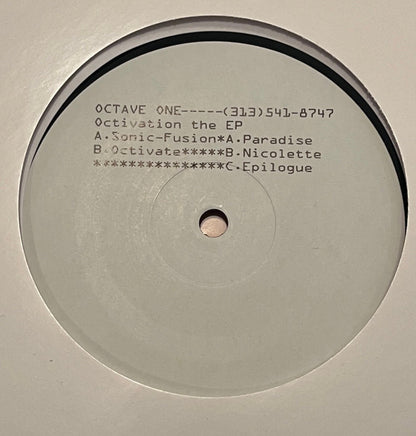 OCTAVE ONE-----(313)541-8747
Octivation the EP
A.Sonic-Fusion*A.Paradise
B.Octivate*****B.Nicolette
***************C.Epilogue